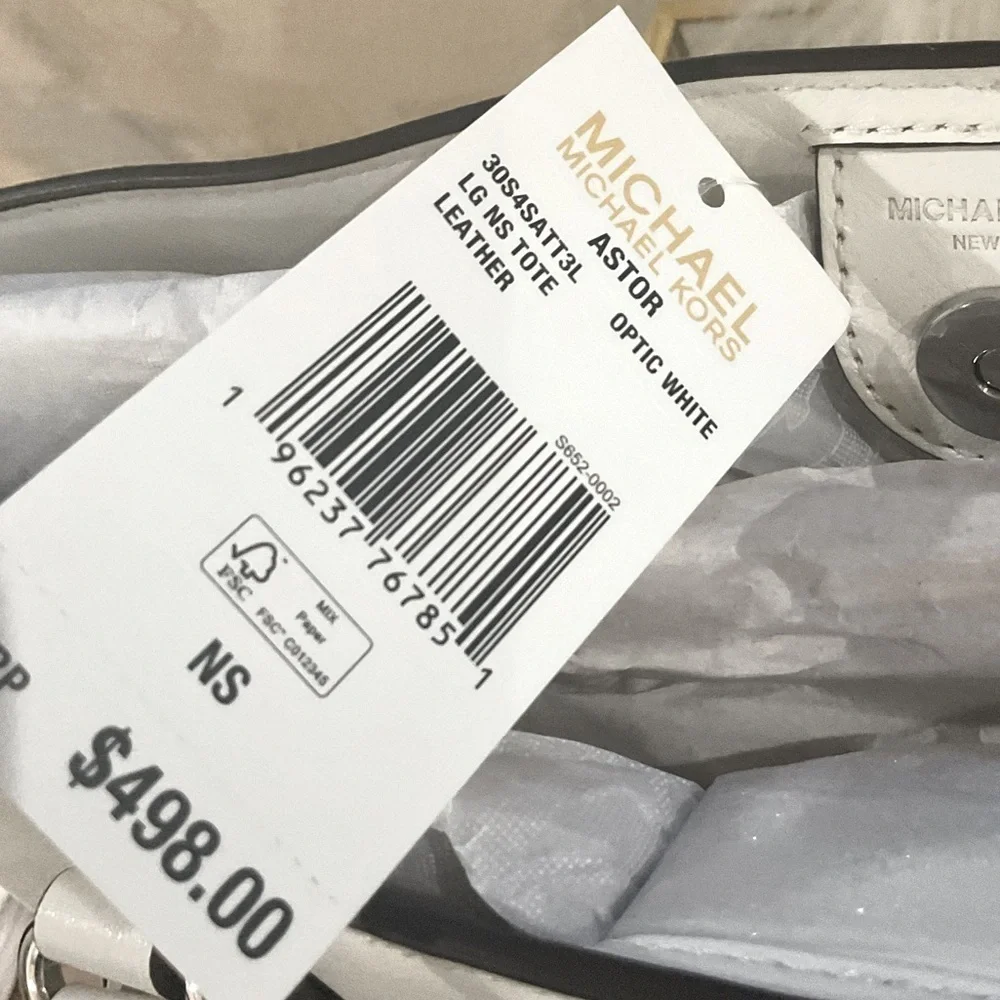 MICHAEL
MICHAEL KORS
ASTOR
30S4SATT3L
LG NS TOTE
LEATHER
OPTIC WHITE
S652-0002
1 96237 76785 1
FSC
MIX
Paper
FSC™ C012345
NS
$498.00
MICHA
NEW